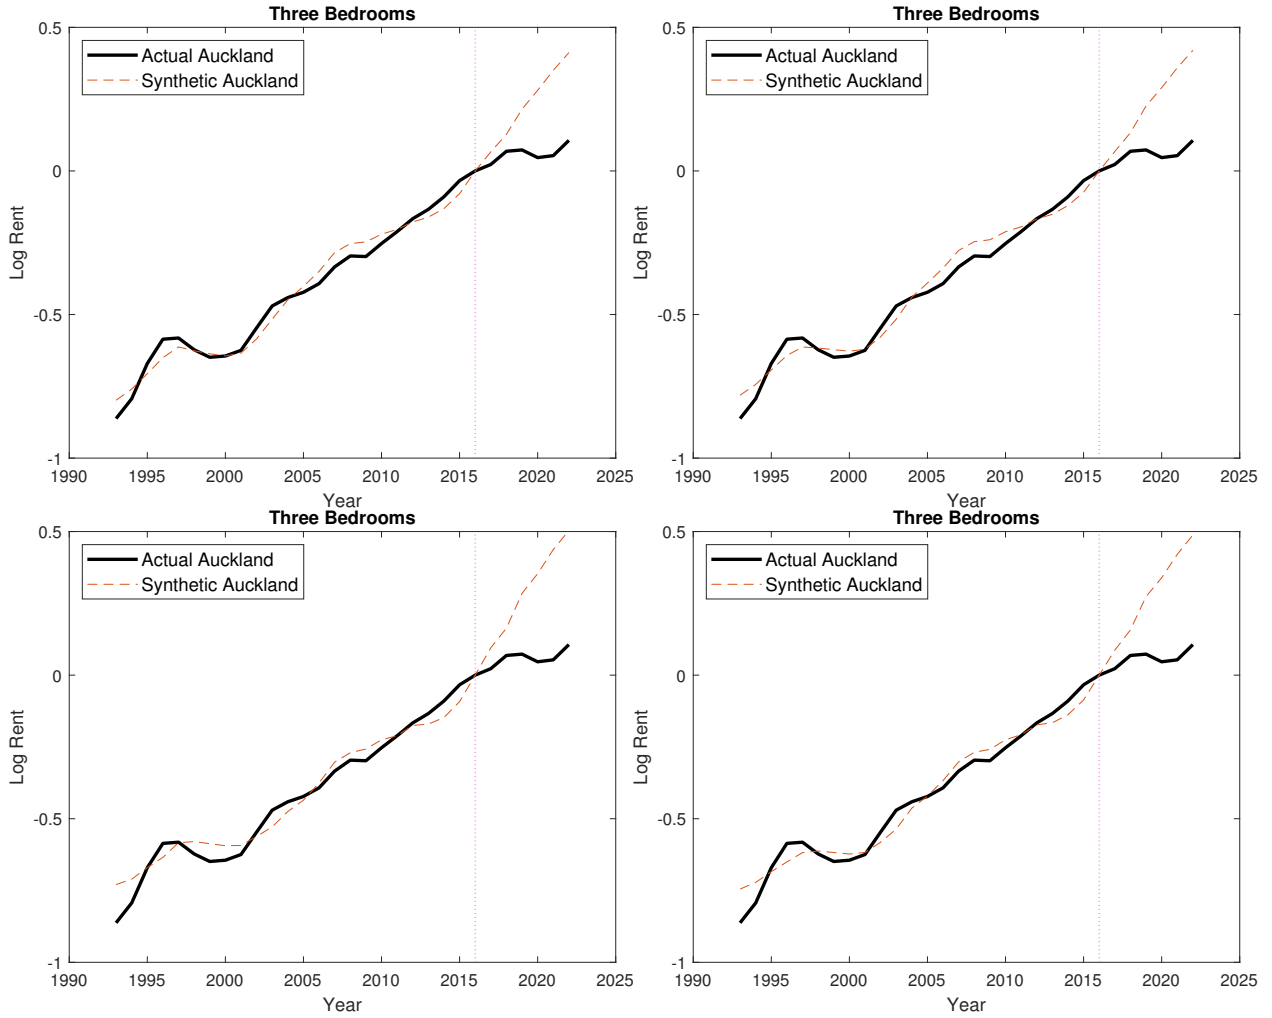 Three Bedrooms
0.5
Actual Auckland
Synthetic Auckland
0
Log Rent
-0.5
-1
1990 1995 2000 2005 2010 2015 2020 2025
Year
Three Bedrooms
0.5
Actual Auckland
Synthetic Auckland
0
Log Rent
-0.5
-1
1990 1995 2000 2005 2010 2015 2020 2025
Year
Three Bedrooms
0.5
Actual Auckland
Synthetic Auckland
0
Log Rent
-0.5
-1
1990 1995 2000 2005 2010 2015 2020 2025
Year
Three Bedrooms
0.5
Actual Auckland
Synthetic Auckland
0
Log Rent
-0.5
-1
1990 1995 2000 2005 2010 2015 2020 2025
Year